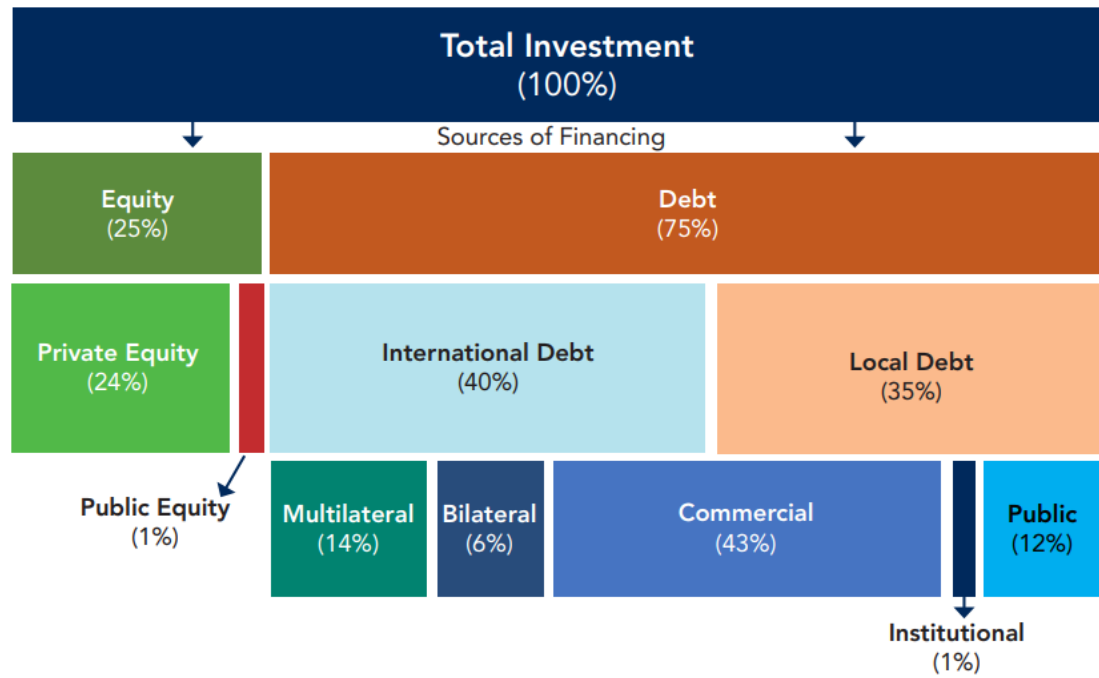 Total Investment
(100%)
Sources of Financing
Equity
(25%)
Debt
(75%)
Private Equity
(24%)
International Debt
(40%)
Local Debt
(35%)
Public Equity
(1%)
Multilateral
(14%)
Bilateral
(6%)
Commercial
(43%)
Public
(12%)
Institutional
(1%)